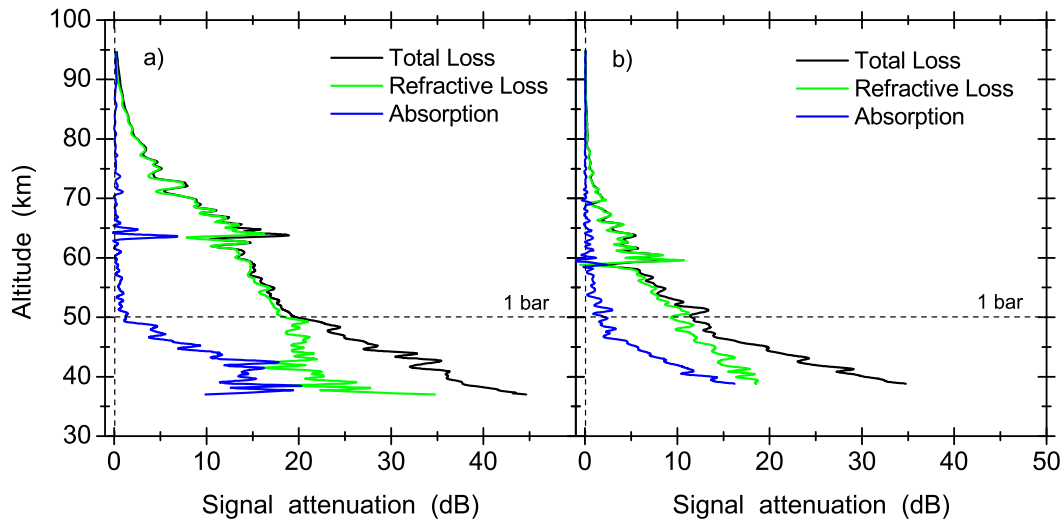 a)
Total Loss
Refractive Loss
Absorption
b)
Total Loss
Refractive Loss
Absorption
Altitude (km)
100
90
80
70
60
50
40
30
1 bar
1 bar
0 10 20 30 40
0 10 20 30 40 50
Signal attenuation (dB)
Signal attenuation (dB)